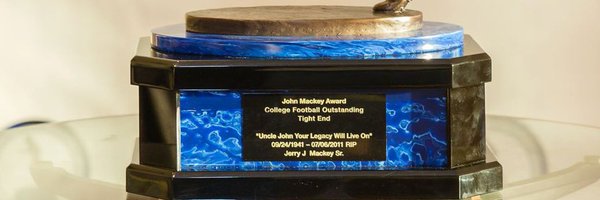 John Mackey Award
College Football Outstanding
Tight End
"Uncle John Your Legacy Will Live On"
09/24/1941 – 07/06/2011 RIP
Jerry J Mackey Sr.